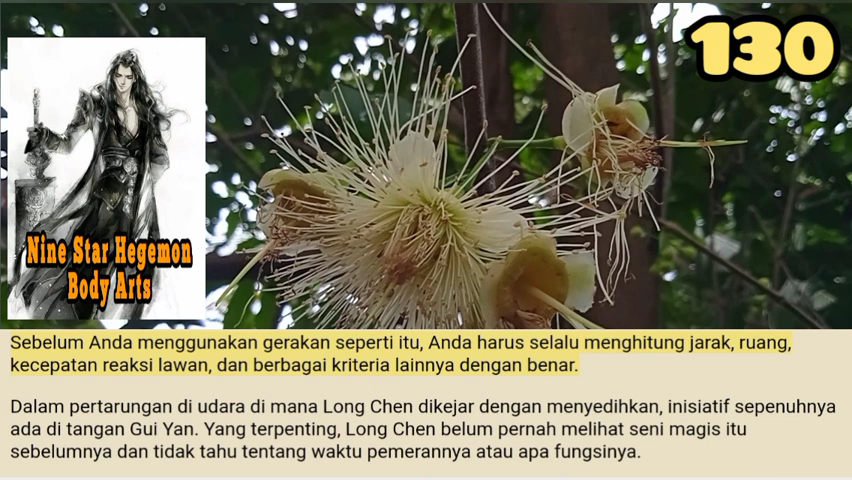 130
Nine Star Hegemon
Body Arts
Sebelum Anda menggunakan gerakan seperti itu, Anda harus selalu menghitung jarak, ruang,
kecepatan reaksi lawan, dan berbagai kriteria lainnya dengan benar.
Dalam pertarungan di udara di mana Long Chen dikejar dengan menyedihkan, inisiatif sepenuhnya
ada di tangan Gui Yan. Yang terpenting, Long Chen belum pernah melihat seni magis itu
sebelumnya dan tidak tahu tentang waktu pemerannya atau apa fungsinya.